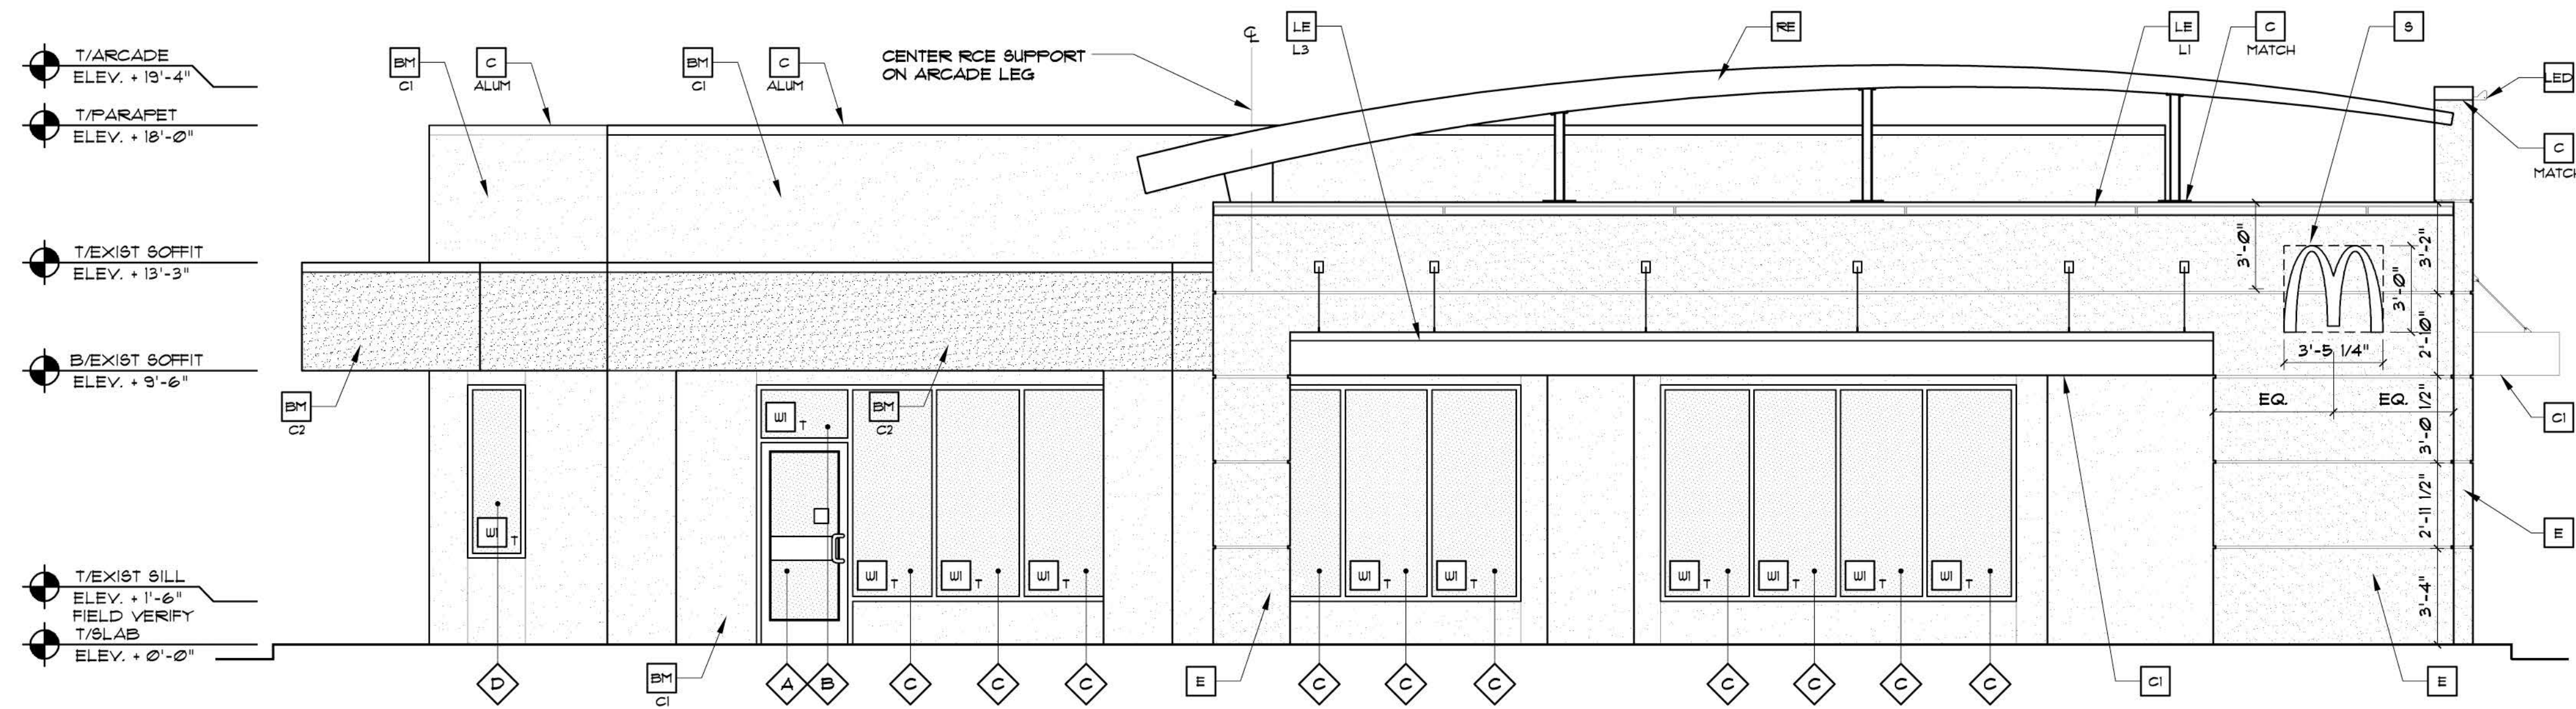 T/ARCADE
ELEV. + 19'-4"
T/PARAPET
ELEV. + 18'-0"
T/EXIST SOFFIT
ELEV. + 13'-3"
B/EXIST SOFFIT
ELEV. + 9'-6"
T/EXIST SILL
ELEV. + 1'-6"
FIELD VERIFY
T/SLAB
ELEV. + 0'-0"
BM
C1
C
ALUM
BM
C1
C
ALUM
CENTER RCE SUPPORT
ON ARCADE LEG
℄
LE
L3
RE
LE
L1
C
MATCH
S
LED
C
3'-0"
3'-0"
3'-2"
2'-10"
3'-5 1/4"
EQ.
EQ.
3'-0 1/2"
2'-11 1/2"
3'-4"
C1
E
BM
C2
BM
C2
W1 T
W1 T
W1 T
W1 T
W1 T
W1 T
W1 T
W1 T
W1 T
W1 T
W1 T
D
BM
C1
A
B
C
C
C
E
C
C
C
C
C
C
C
C1
E